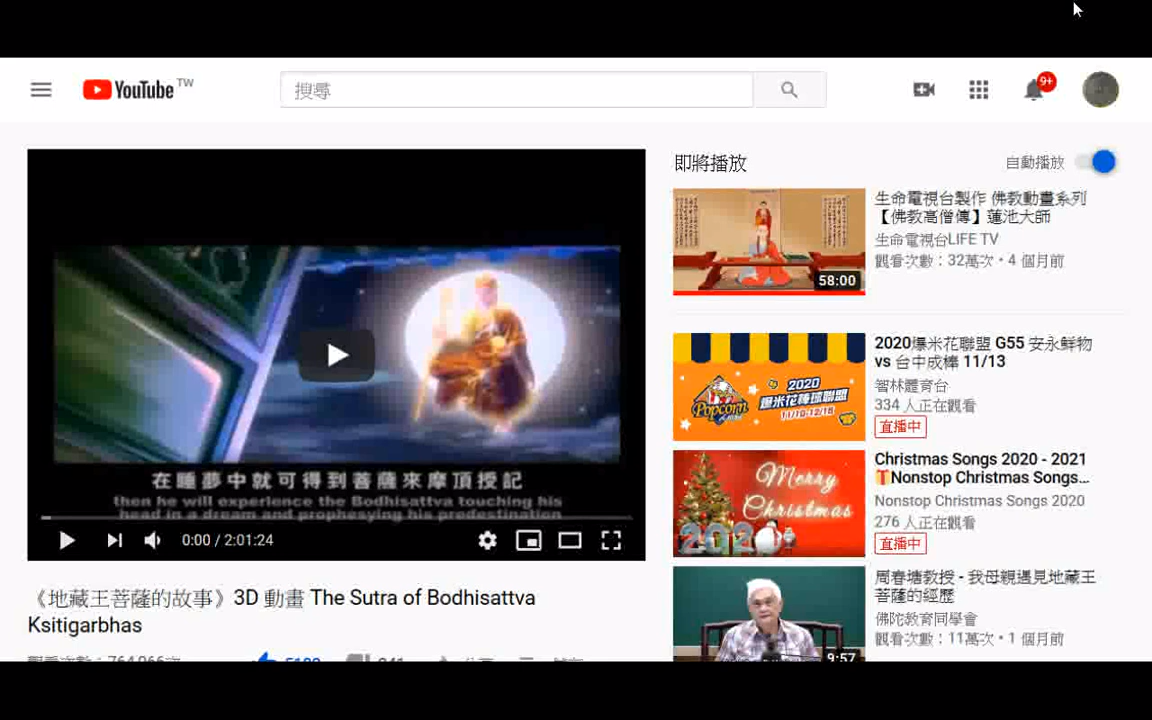 YouTube TW
搜尋
9+
在睡夢中就可得到菩薩來摩頂授記
then he will experience the Bodhisattva touching his
head in a dream and prophesying his predestination
0:00 / 2:01:24
《地藏王菩薩的故事》3D 動畫 The Sutra of Bodhisattva
Ksitigarbhas
即將播放
自動播放
58:00
生命電視台製作 佛教動畫系列
【佛教高僧傳】蓮池大師
生命電視台LIFE TV
觀看次數：32萬次・4 個月前
Popcorn
2020
爆米花棒球聯盟
2020爆米花聯盟 G55 安永鮮物
vs 台中成棒 11/13
智林體育台
334 人正在觀看
直播中
Merry
Christmas
Christmas Songs 2020 - 2021
🎁Nonstop Christmas Songs...
Nonstop Christmas Songs 2020
276 人正在觀看
直播中
9:57
周春塘教授 - 我母親遇見地藏王
菩薩的經歷
佛陀教育同學會
觀看次數：11萬次・1 個月前